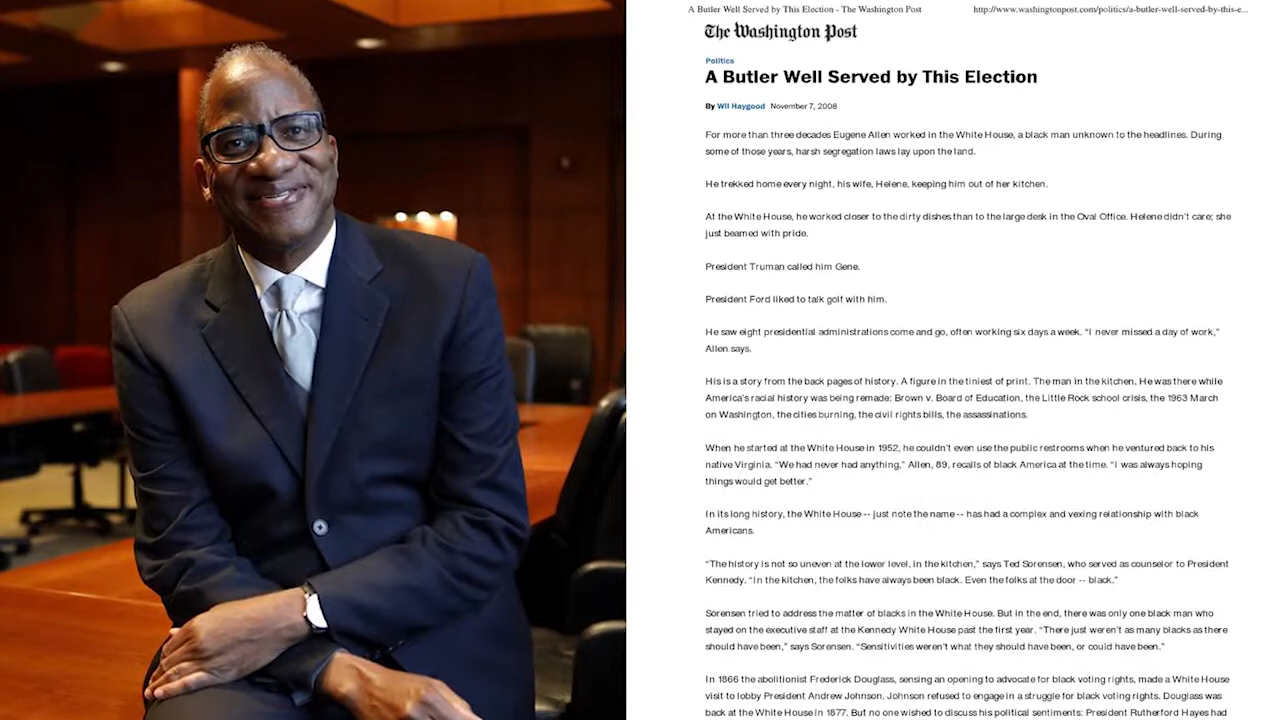 A Butler Well Served by This Election - The Washington Post
http://www.washingtonpost.com/politics/a-butler-well-served-by-this-e...
The Washington Post
Politics
A Butler Well Served by This Election
By Wil Haygood November 7, 2008
For more than three decades Eugene Allen worked in the White House, a black man unknown to the headlines. During
some of those years, harsh segregation laws lay upon the land.
He trekked home every night, his wife, Helene, keeping him out of her kitchen.
At the White House, he worked closer to the dirty dishes than to the large desk in the Oval Office. Helene didn't care; she
just beamed with pride.
President Truman called him Gene.
President Ford liked to talk golf with him.
He saw eight presidential administrations come and go, often working six days a week. "I never missed a day of work,"
Allen says.
His is a story from the back pages of history. A figure in the tiniest of print. The man in the kitchen. He was there while
America's racial history was being remade: Brown v. Board of Education, the Little Rock school crisis, the 1963 March
on Washington, the cities burning, the civil rights bills, the assassinations.
When he started at the White House in 1952, he couldn't even use the public restrooms when he ventured back to his
native Virginia. "We had never had anything," Allen, 89, recalls of black America at the time. "I was always hoping
things would get better."
In its long history, the White House -- just note the name -- has had a complex and vexing relationship with black
Americans.
"The history is not so uneven at the lower level, in the kitchen," says Ted Sorensen, who served as counselor to President
Kennedy. "In the kitchen, the folks have always been black. Even the folks at the door -- black."
Sorensen tried to address the matter of blacks in the White House. But in the end, there was only one black man who
stayed on the executive staff at the Kennedy White House past the first year. "There just weren't as many blacks as there
should have been," says Sorensen. "Sensitivities weren't what they should have been, or could have been."
In 1866 the abolitionist Frederick Douglass, sensing an opening to advocate for black voting rights, made a White House
visit to lobby President Andrew Johnson. Johnson refused to engage in a struggle for black voting rights. Douglass was
back at the White House in 1877. But no one wished to discuss his political sentiments: President Rutherford Hayes had